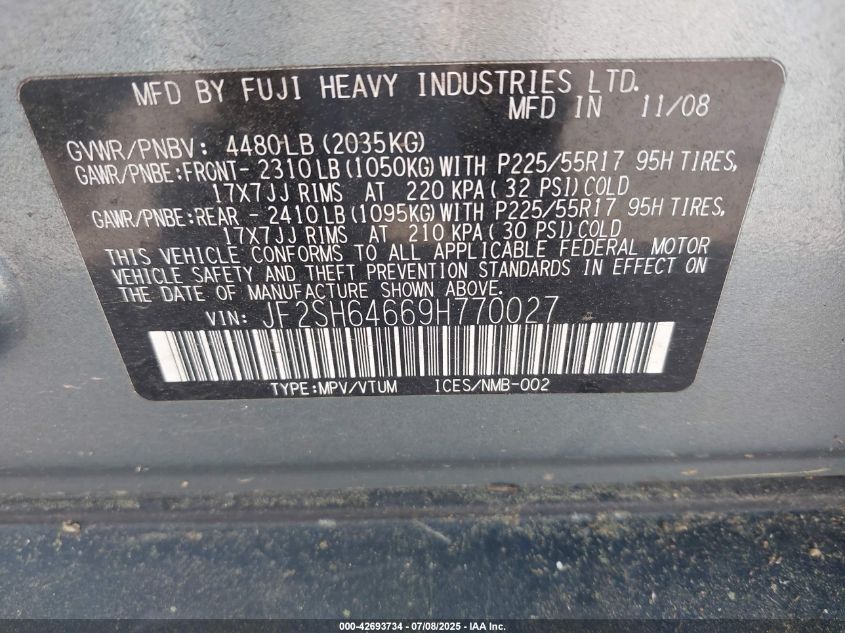 MFD BY FUJI HEAVY INDUSTRIES LTD.
MFD IN 11/08
GVWR/PNBV: 4480LB (2035KG)
GAWR/PNBE:FRONT- 2310LB (1050KG) WITH P225/55R17 95H TIRES,
17X7JJ RIMS AT 220 KPA ( 32 PSI) COLD
GAWR/PNBE:REAR - 2410LB (1095KG) WITH P225/55R17 95H TIRES,
17X7JJ RIMS AT 210 KPA ( 30 PSI) COLD
THIS VEHICLE CONFORMS TO ALL APPLICABLE FEDERAL MOTOR
VEHICLE SAFETY AND THEFT PREVENTION STANDARDS IN EFFECT ON
THE DATE OF MANUFACTURE SHOWN ABOVE.
VIN: JF2SH64669H770027
TYPE:MPV/VTUM ICES/NMB-002
000-42693734 - 07/08/2025 - IAA Inc.